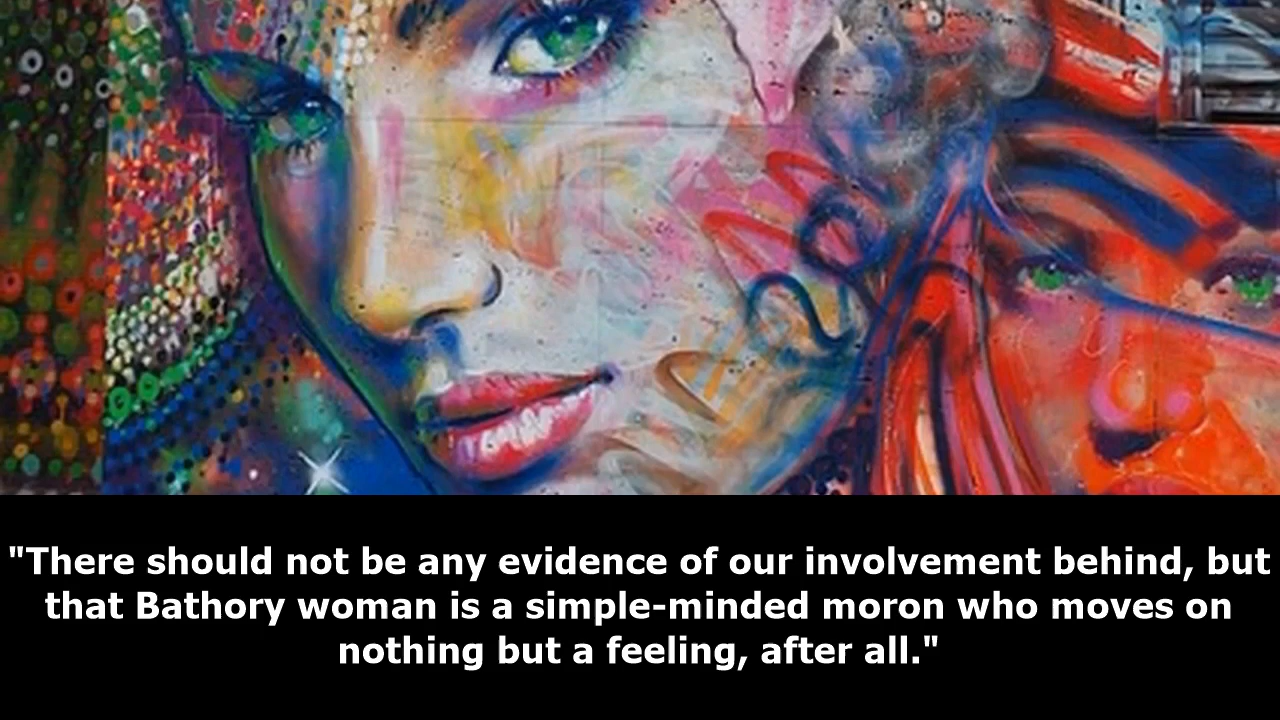 "There should not be any evidence of our involvement behind, but
that Bathory woman is a simple-minded moron who moves on
nothing but a feeling, after all."